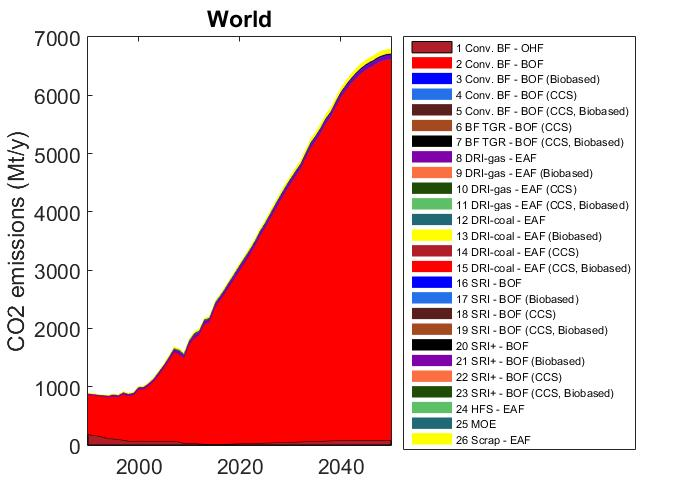 World
7000
6000
5000
4000
3000
2000
1000
0
CO2 emissions (Mt/y)
2000
2020
2040
1 Conv. BF - OHF
2 Conv. BF - BOF
3 Conv. BF - BOF (Biobased)
4 Conv. BF - BOF (CCS)
5 Conv. BF - BOF (CCS, Biobased)
6 BF TGR - BOF (CCS)
7 BF TGR - BOF (CCS, Biobased)
8 DRI-gas - EAF
9 DRI-gas - EAF (Biobased)
10 DRI-gas - EAF (CCS)
11 DRI-gas - EAF (CCS, Biobased)
12 DRI-coal - EAF
13 DRI-coal - EAF (Biobased)
14 DRI-coal - EAF (CCS)
15 DRI-coal - EAF (CCS, Biobased)
16 SRI - BOF
17 SRI - BOF (Biobased)
18 SRI - BOF (CCS)
19 SRI - BOF (CCS, Biobased)
20 SRI+ - BOF
21 SRI+ - BOF (Biobased)
22 SRI+ - BOF (CCS)
23 SRI+ - BOF (CCS, Biobased)
24 HFS - EAF
25 MOE
26 Scrap - EAF